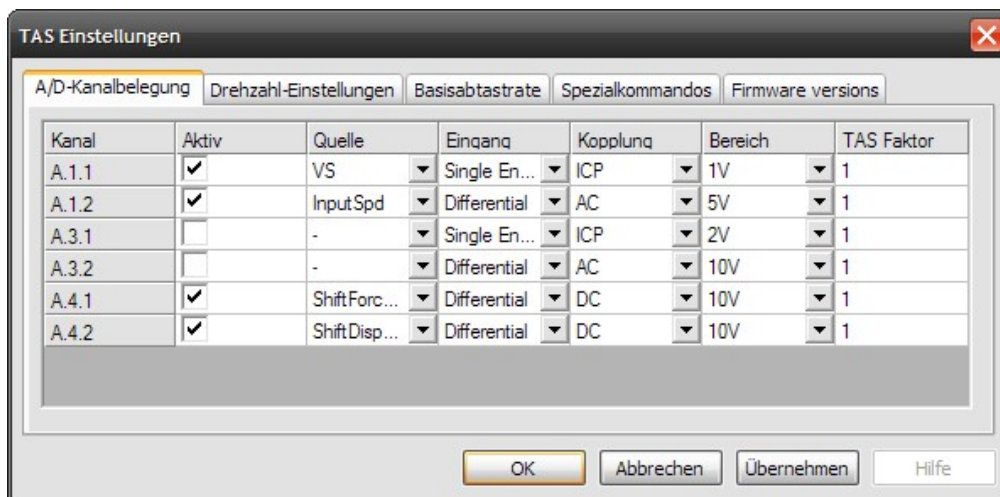 TAS Einstellungen
A/D-Kanalbelegung Drehzahl-Einstellungen Basisabtastrate Spezialkommandos Firmware versions
Kanal Aktiv Quelle Eingang Kopplung Bereich TAS Faktor
A.1.1 VS Single En... ICP 1V 1
A.1.2 InputSpd Differential AC 5V 1
A.3.1 - Single En... ICP 2V 1
A.3.2 - Differential AC 10V 1
A.4.1 ShiftForc... Differential DC 10V 1
A.4.2 ShiftDisp... Differential DC 10V 1
OK Abbrechen Übernehmen Hilfe